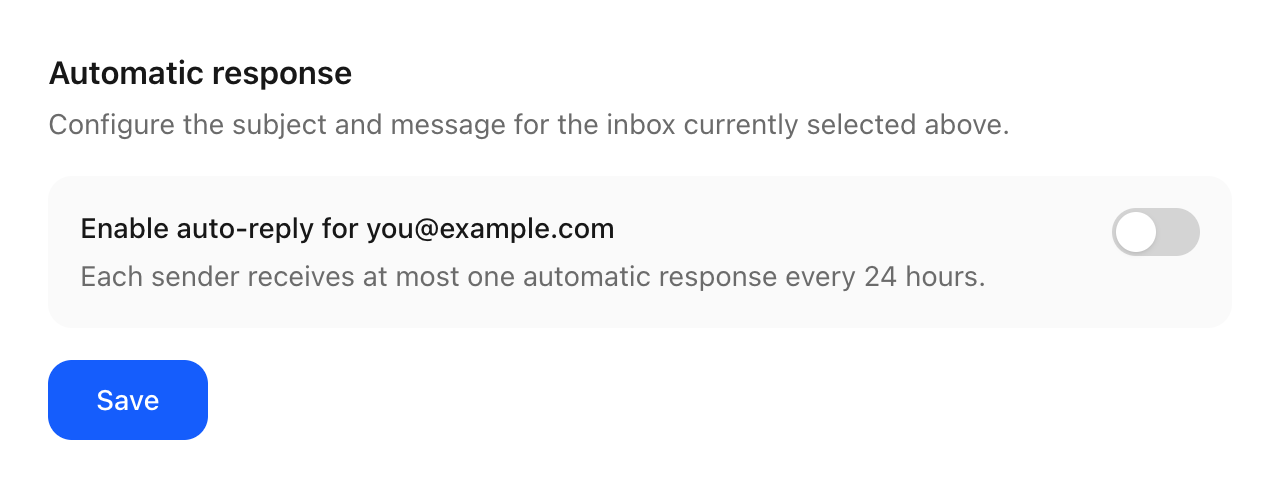 Automatic response
Configure the subject and message for the inbox currently selected above.
Enable auto-reply for you@example.com
Each sender receives at most one automatic response every 24 hours.
Save